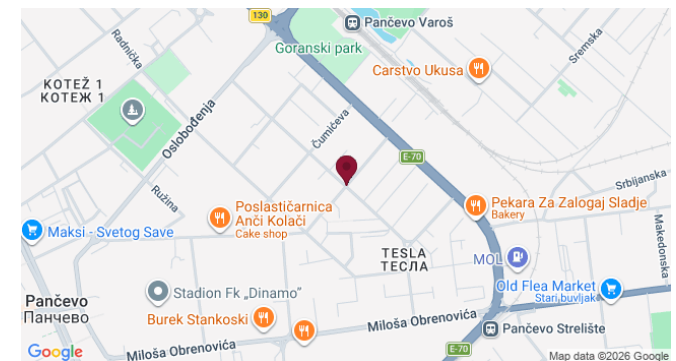 130
Pančevo Varoš
Goranski park
Radnička
Carstvo Ukusa
Sremska
КОТЕŽ 1
КОТЕЖ 1
Oslobođenja
Čumićeva
E-70
Srbijanska
Ružina
Poslastičarnica
Anči Kolači
Cake shop
Pekara Za Zalogaj Sladje
Bakery
Makedonska
Maksi - Svetog Save
TESLA
ТЕСЛА
MOL
Old Flea Market
Stari buvljak
Stadion Fk „Dinamo”
Pančevo
Панчево
Burek Stankoski
Miloša Obrenovića
Pančevo Strelište
Miloša Obrenovića
E-70
Google
Map data ©2026 Google